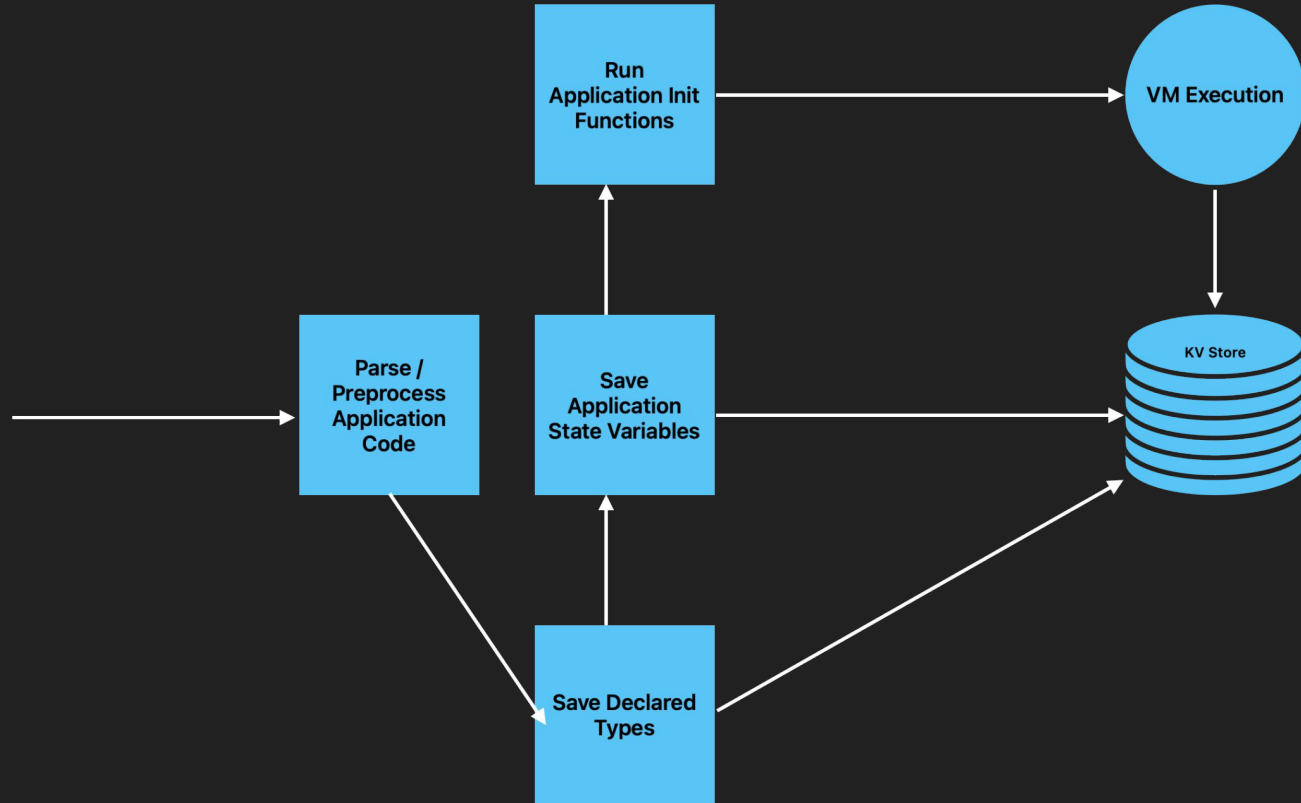 Run
Application Init
Functions
VM Execution
Parse /
Preprocess
Application
Code
Save
Application
State Variables
KV Store
Save Declared
Types